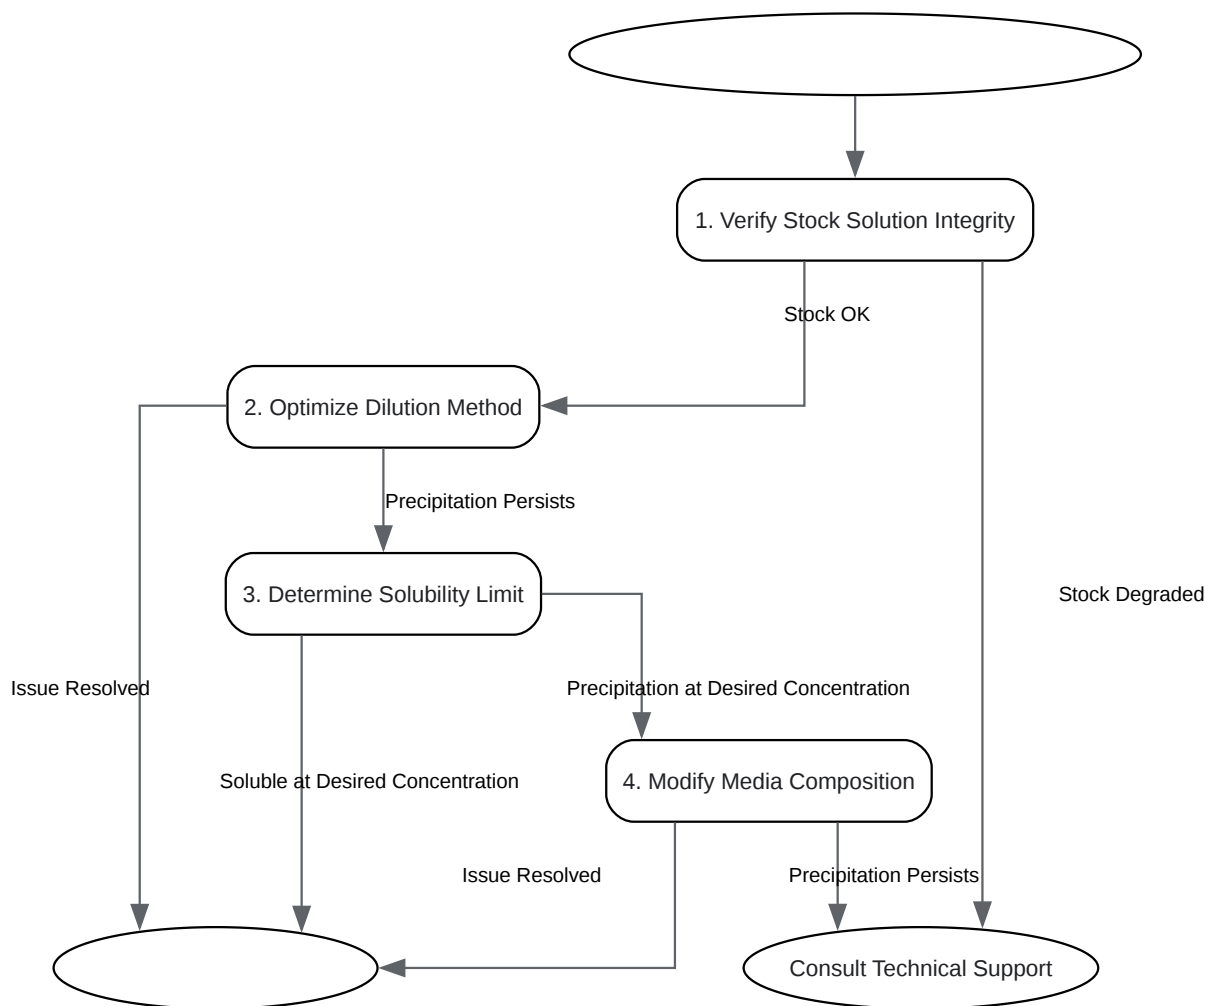 1. Verify Stock Solution Integrity
Stock OK
2. Optimize Dilution Method
Precipitation Persists
3. Determine Solubility Limit
Stock Degraded
Issue Resolved
Precipitation at Desired Concentration
Soluble at Desired Concentration
4. Modify Media Composition
Issue Resolved
Precipitation Persists
Consult Technical Support